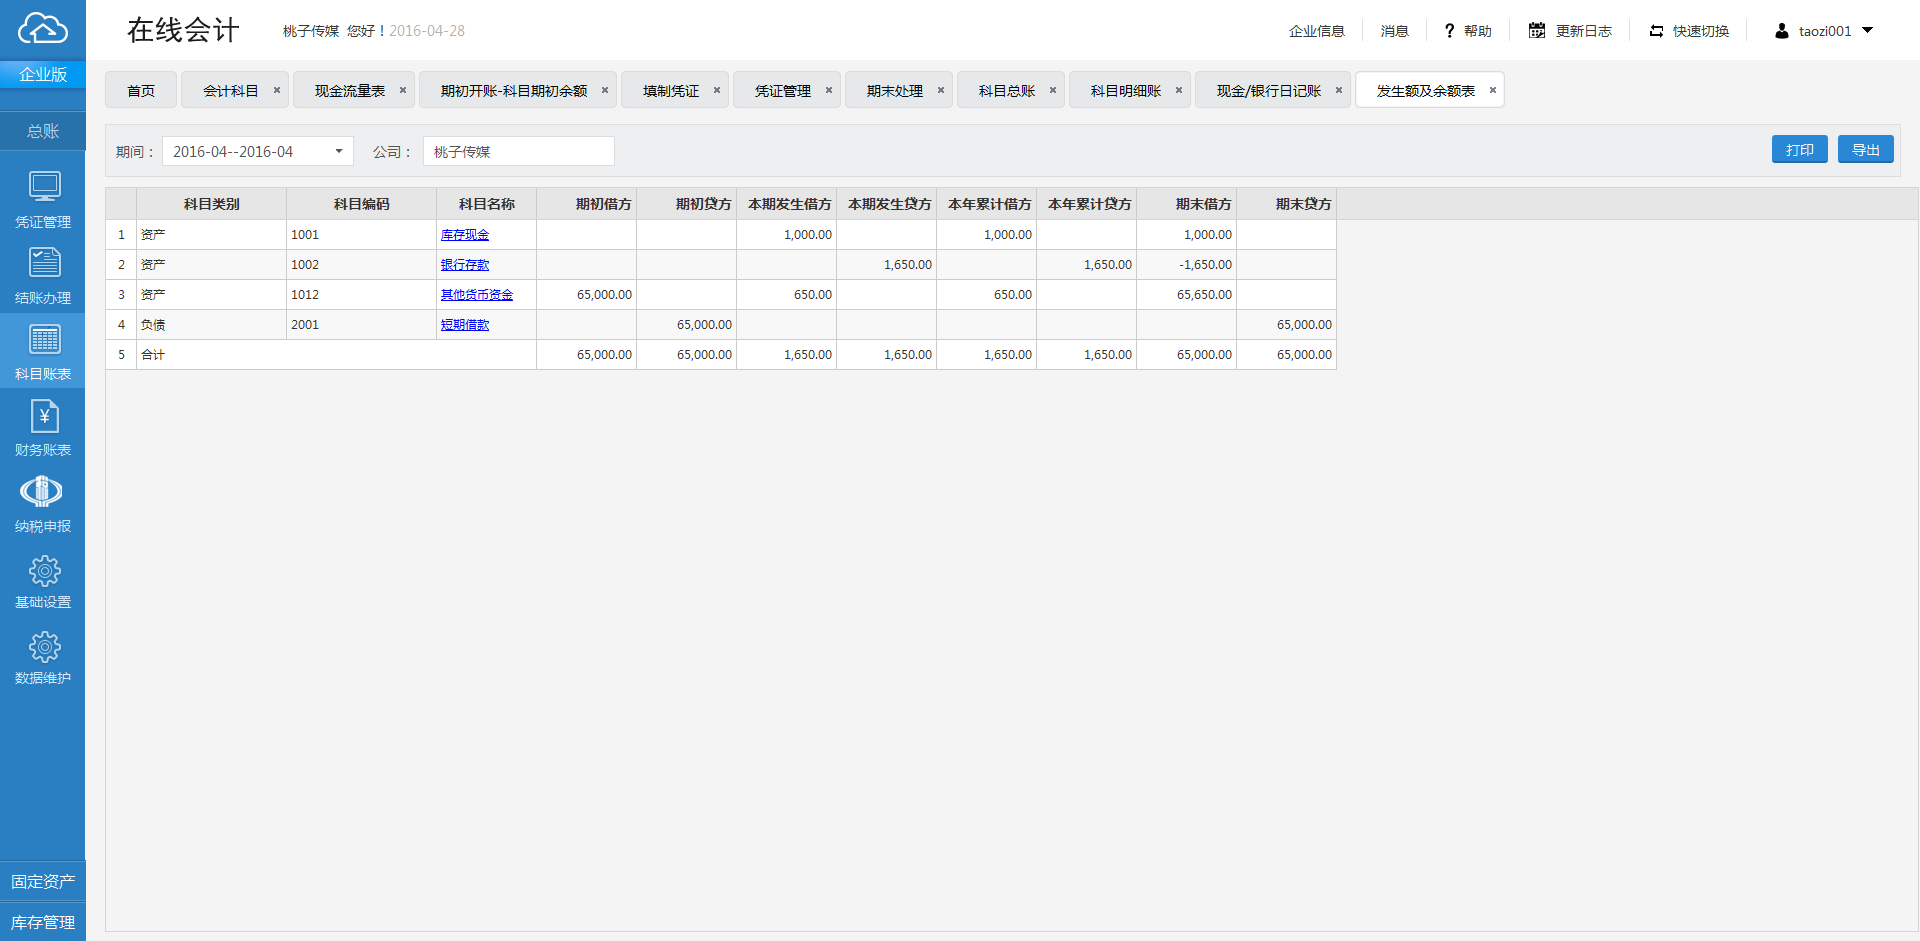 在线会计 桃子传媒 您好！2016-04-28 企业信息 消息 ? 帮助 更新日志 快速切换 taozi001
企业版
首页 会计科目 × 现金流量表 × 期初开账-科目期初余额 × 填制凭证 × 凭证管理 × 期末处理 × 科目总账 × 科目明细账 × 现金/银行日记账 × 发生额及余额表 ×
总账
期间： 2016-04--2016-04 公司： 桃子传媒 打印 导出
凭证管理
结账办理
科目账表
¥
财务账表
纳税申报
基础设置
数据维护
固定资产
库存管理
科目类别 科目编码 科目名称 期初借方 期初贷方 本期发生借方 本期发生贷方 本年累计借方 本年累计贷方 期末借方 期末贷方
1 资产 1001 库存现金 1,000.00 1,000.00 1,000.00
2 资产 1002 银行存款 1,650.00 1,650.00 -1,650.00
3 资产 1012 其他货币资金 65,000.00 650.00 650.00 65,650.00
4 负债 2001 短期借款 65,000.00 65,000.00
5 合计 65,000.00 65,000.00 1,650.00 1,650.00 1,650.00 1,650.00 65,000.00 65,000.00